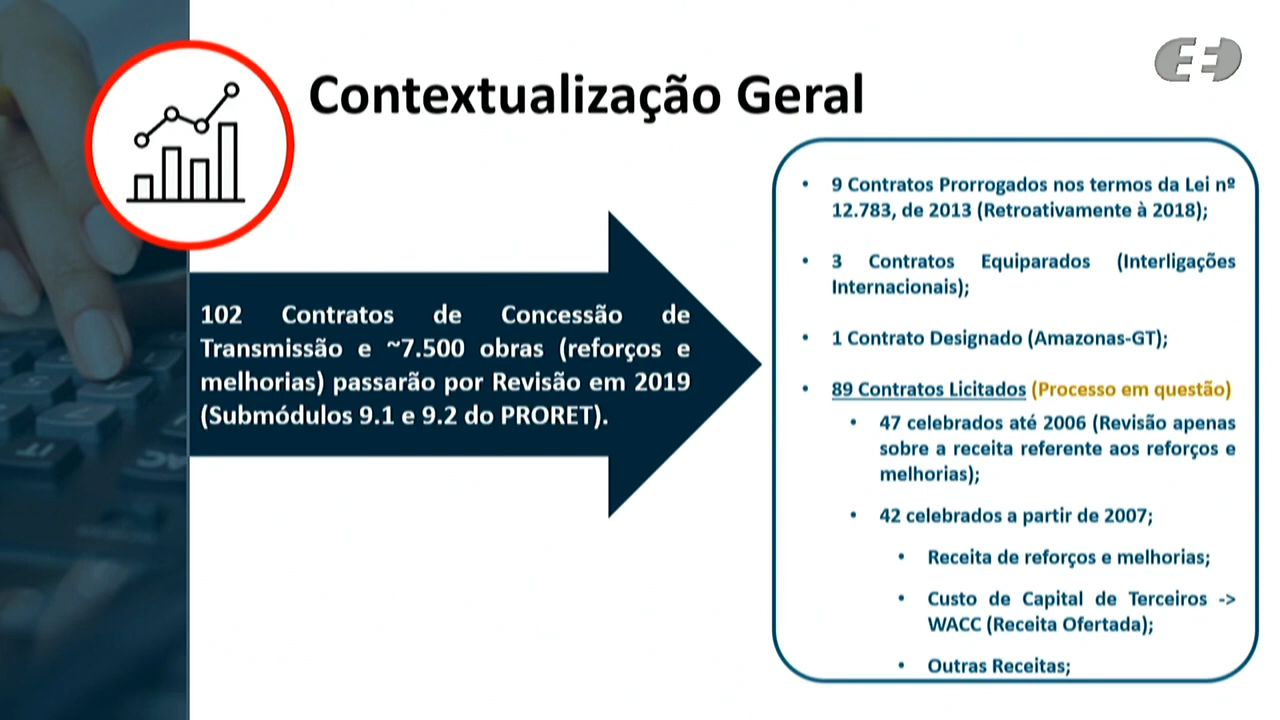 Contextualização Geral
102 Contratos de Concessão de
Transmissão e ~7.500 obras (reforços e
melhorias) passarão por Revisão em 2019
(Submódulos 9.1 e 9.2 do PRORET).
• 9 Contratos Prorrogados nos termos da Lei nº
12.783, de 2013 (Retroativamente à 2018);
• 3 Contratos Equiparados (Interligações
Internacionais);
• 1 Contrato Designado (Amazonas-GT);
• 89 Contratos Licitados (Processo em questão)
• 47 celebrados até 2006 (Revisão apenas
sobre a receita referente aos reforços e
melhorias);
• 42 celebrados a partir de 2007;
• Receita de reforços e melhorias;
• Custo de Capital de Terceiros ->
WACC (Receita Ofertada);
• Outras Receitas;